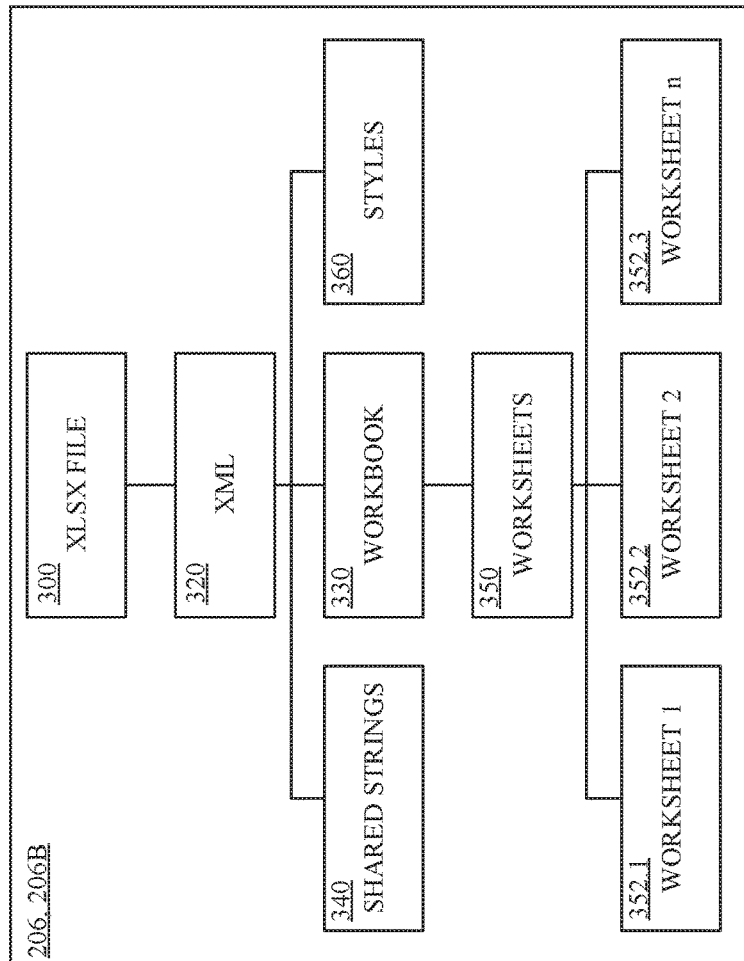 206, 206B
300
XLSX FILE
320
XML
340
SHARED STRINGS
330
WORKBOOK
360
STYLES
350
WORKSHEETS
352.1
WORKSHEET 1
352.2
WORKSHEET 2
352.3
WORKSHEET n